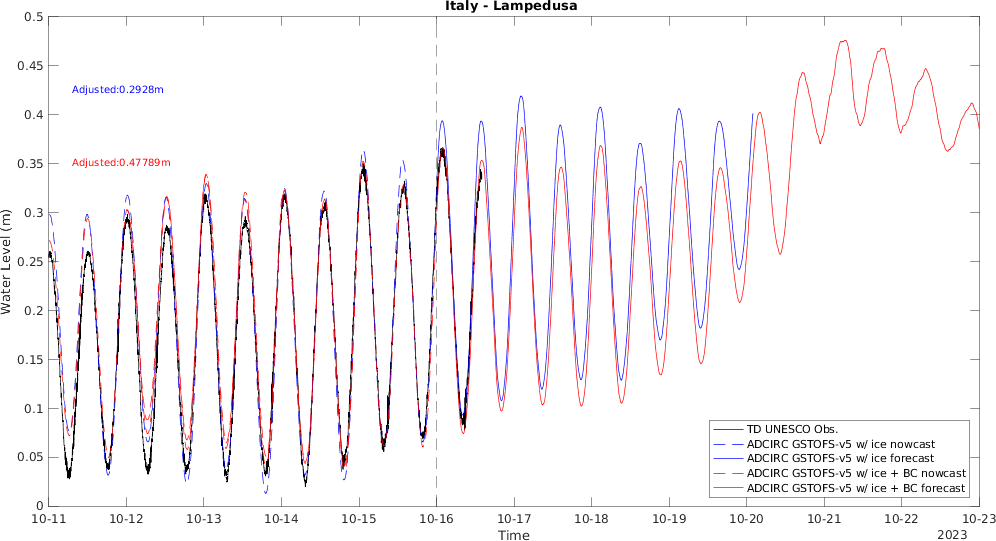 Italy - Lampedusa
0.5
0.45
0.4
0.35
0.3
0.25
0.2
0.15
0.1
0.05
0
Water Level (m)
Adjusted:0.2928m
Adjusted:0.47789m
TD UNESCO Obs.
ADCIRC GSTOFS-v5 w/ ice nowcast
ADCIRC GSTOFS-v5 w/ ice forecast
ADCIRC GSTOFS-v5 w/ ice + BC nowcast
ADCIRC GSTOFS-v5 w/ ice + BC forecast
10-11 10-12 10-13 10-14 10-15 10-16 10-17 10-18 10-19 10-20 10-21 10-22 10-23
Time
2023